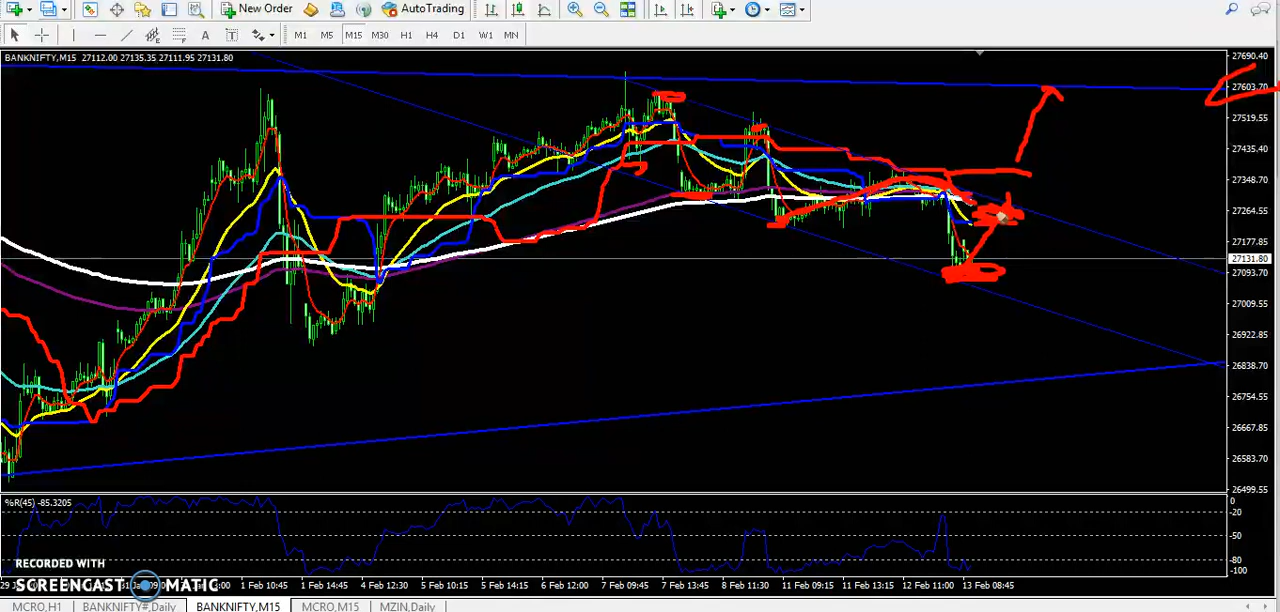 New Order
AutoTrading
A
T
M1 M5 M15 M30 H1 H4 D1 W1 MN
BANKNIFTY,M15 27112.00 27135.35 27111.95 27131.80
27690.40
27603.70
27519.55
27435.40
27348.70
27264.55
27177.85
27131.80
27093.70
27009.55
26922.85
26838.70
26754.55
26667.85
26583.70
26499.55
%R(45) -85.3205
0
-20
-50
-80
-100
RECORDED WITH
SCREENCAST MATIC
1 Feb 10:45 1 Feb 14:45 4 Feb 12:30 5 Feb 10:15 5 Feb 14:15 6 Feb 12:00 7 Feb 09:45 7 Feb 13:45 8 Feb 11:30 11 Feb 09:15 11 Feb 13:15 12 Feb 11:00 13 Feb 08:45
MCRO,H1 BANKNIFTY#,Daily BANKNIFTY,M15 MCRO,M15 MZIN,Daily